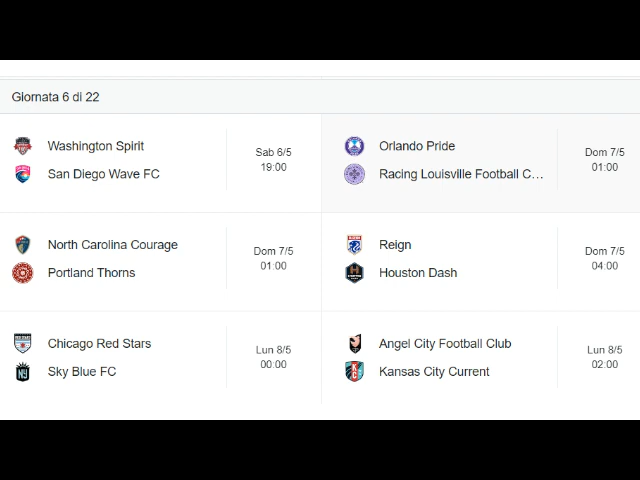 Giornata 6 di 22
Washington Spirit
San Diego Wave FC
Sab 6/5
19:00
Orlando Pride
Racing Louisville Football C…
Dom 7/5
01:00
North Carolina Courage
Portland Thorns
Dom 7/5
01:00
Reign
Houston Dash
Dom 7/5
04:00
Chicago Red Stars
Sky Blue FC
Lun 8/5
00:00
Angel City Football Club
Kansas City Current
Lun 8/5
02:00